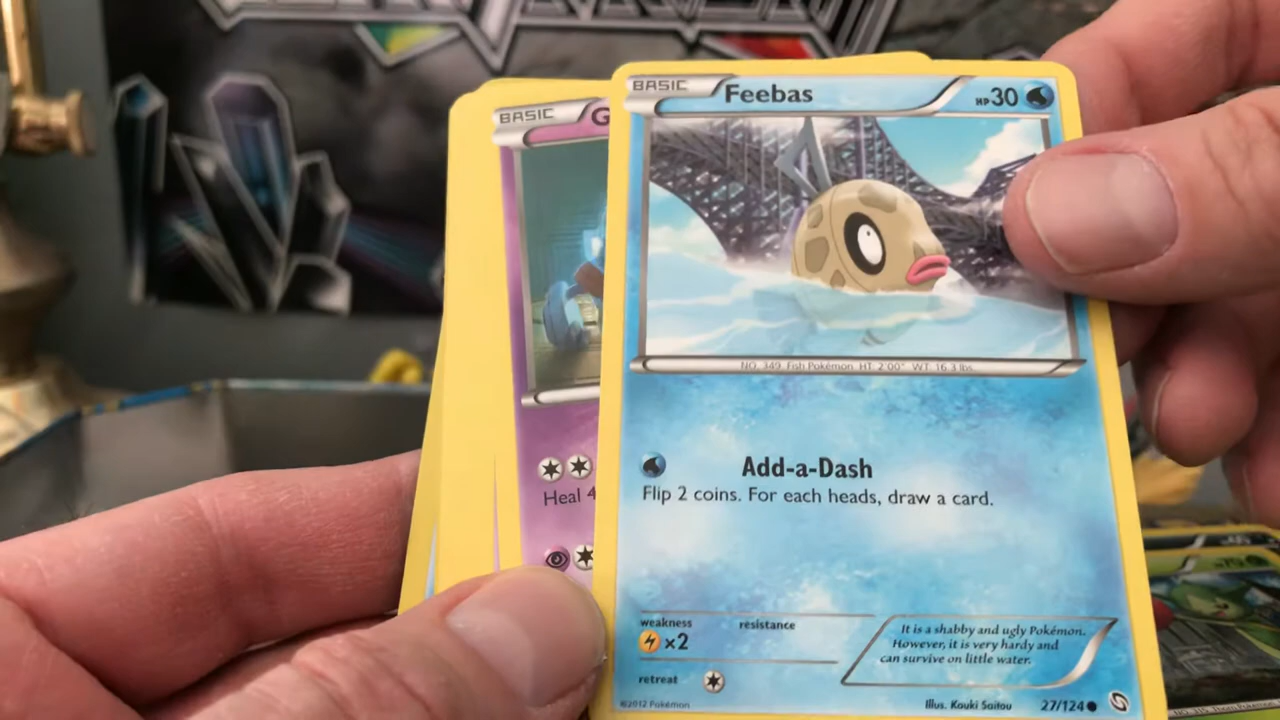 BASIC
Feebas
HP30
NO. 349 Fish Pokémon HT: 2'00" WT: 16.3 lbs.
Add-a-Dash
Flip 2 coins. For each heads, draw a card.
weakness
×2
resistance
retreat
It is a shabby and ugly Pokémon.
However, it is very hardy and
can survive on little water.
©2012 Pokémon
Illus. Kouki Saitou
27/124
BASIC
G
Heal 4